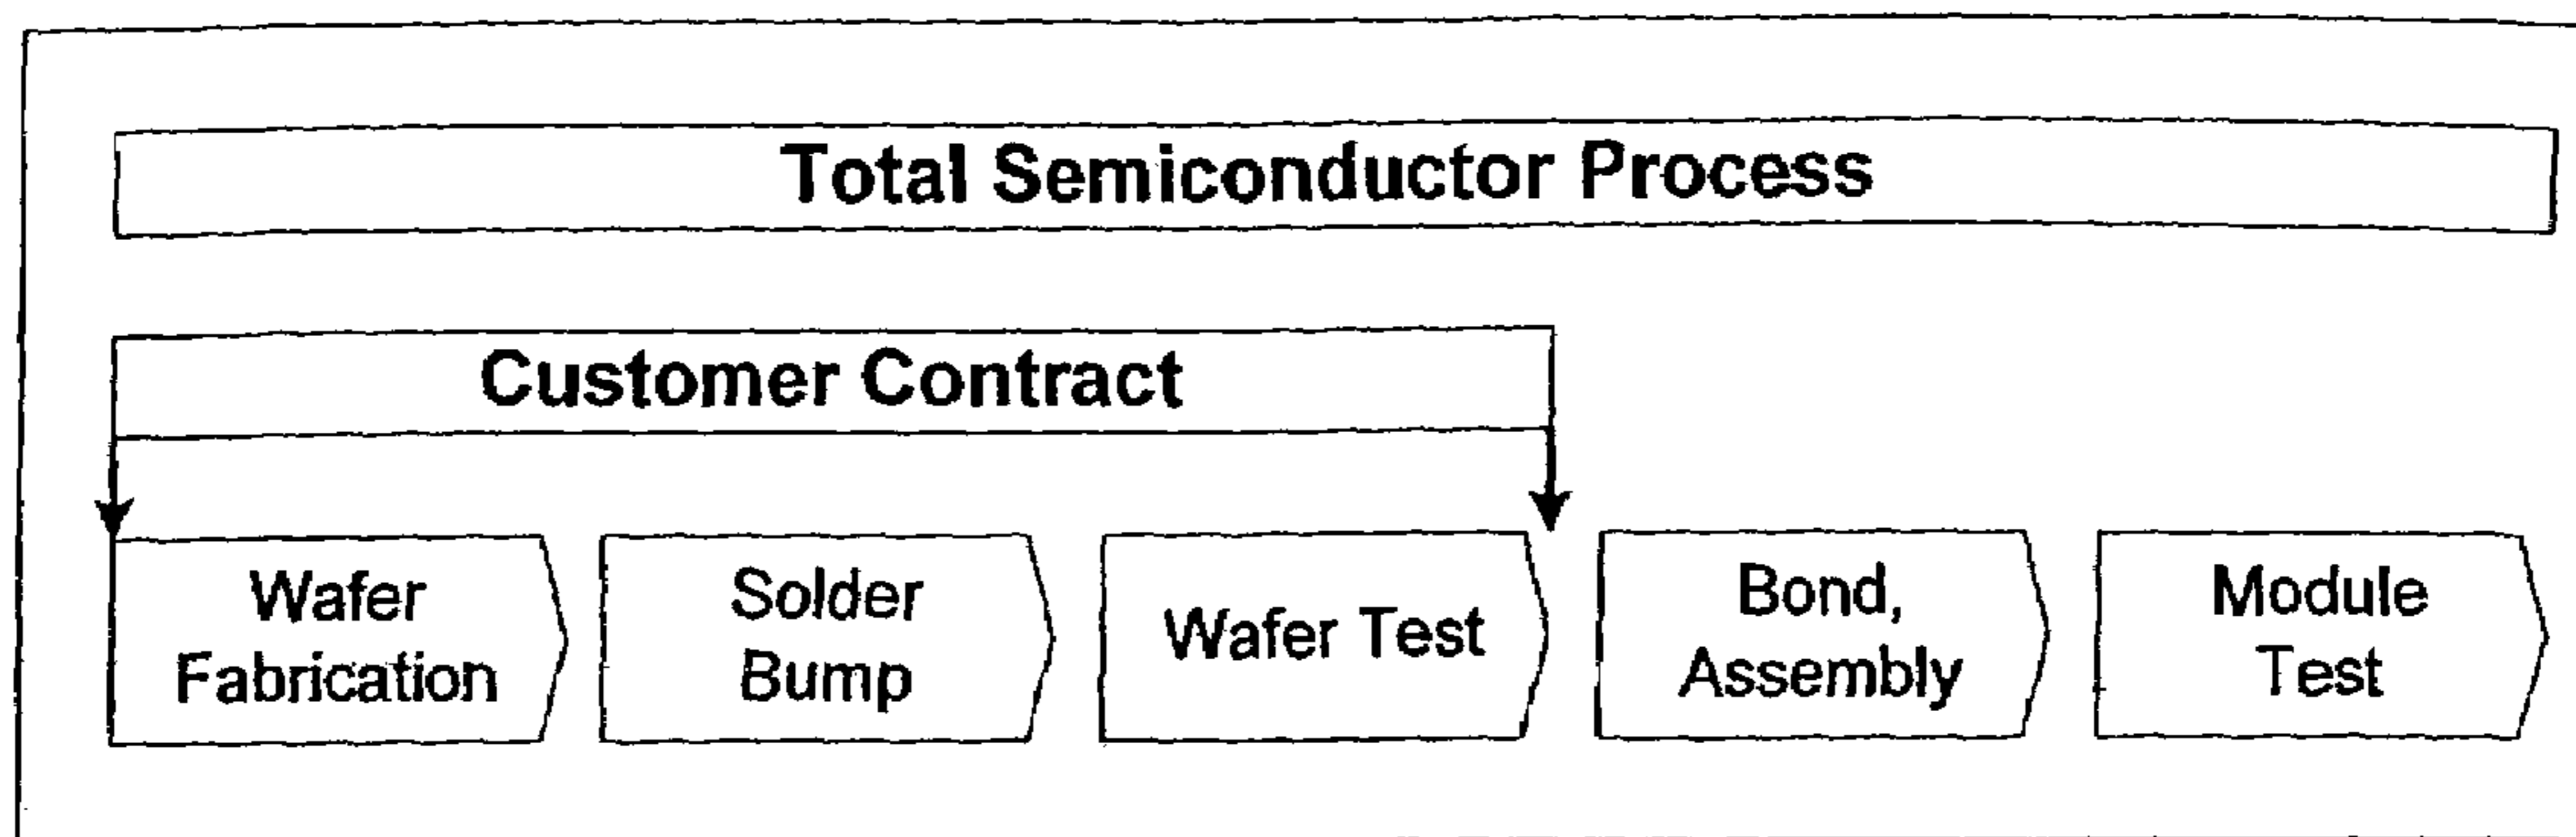 Total Semiconductor Process
Customer Contract
Wafer
Fabrication
Solder
Bump
Wafer Test
Bond,
Assembly
Module
Test